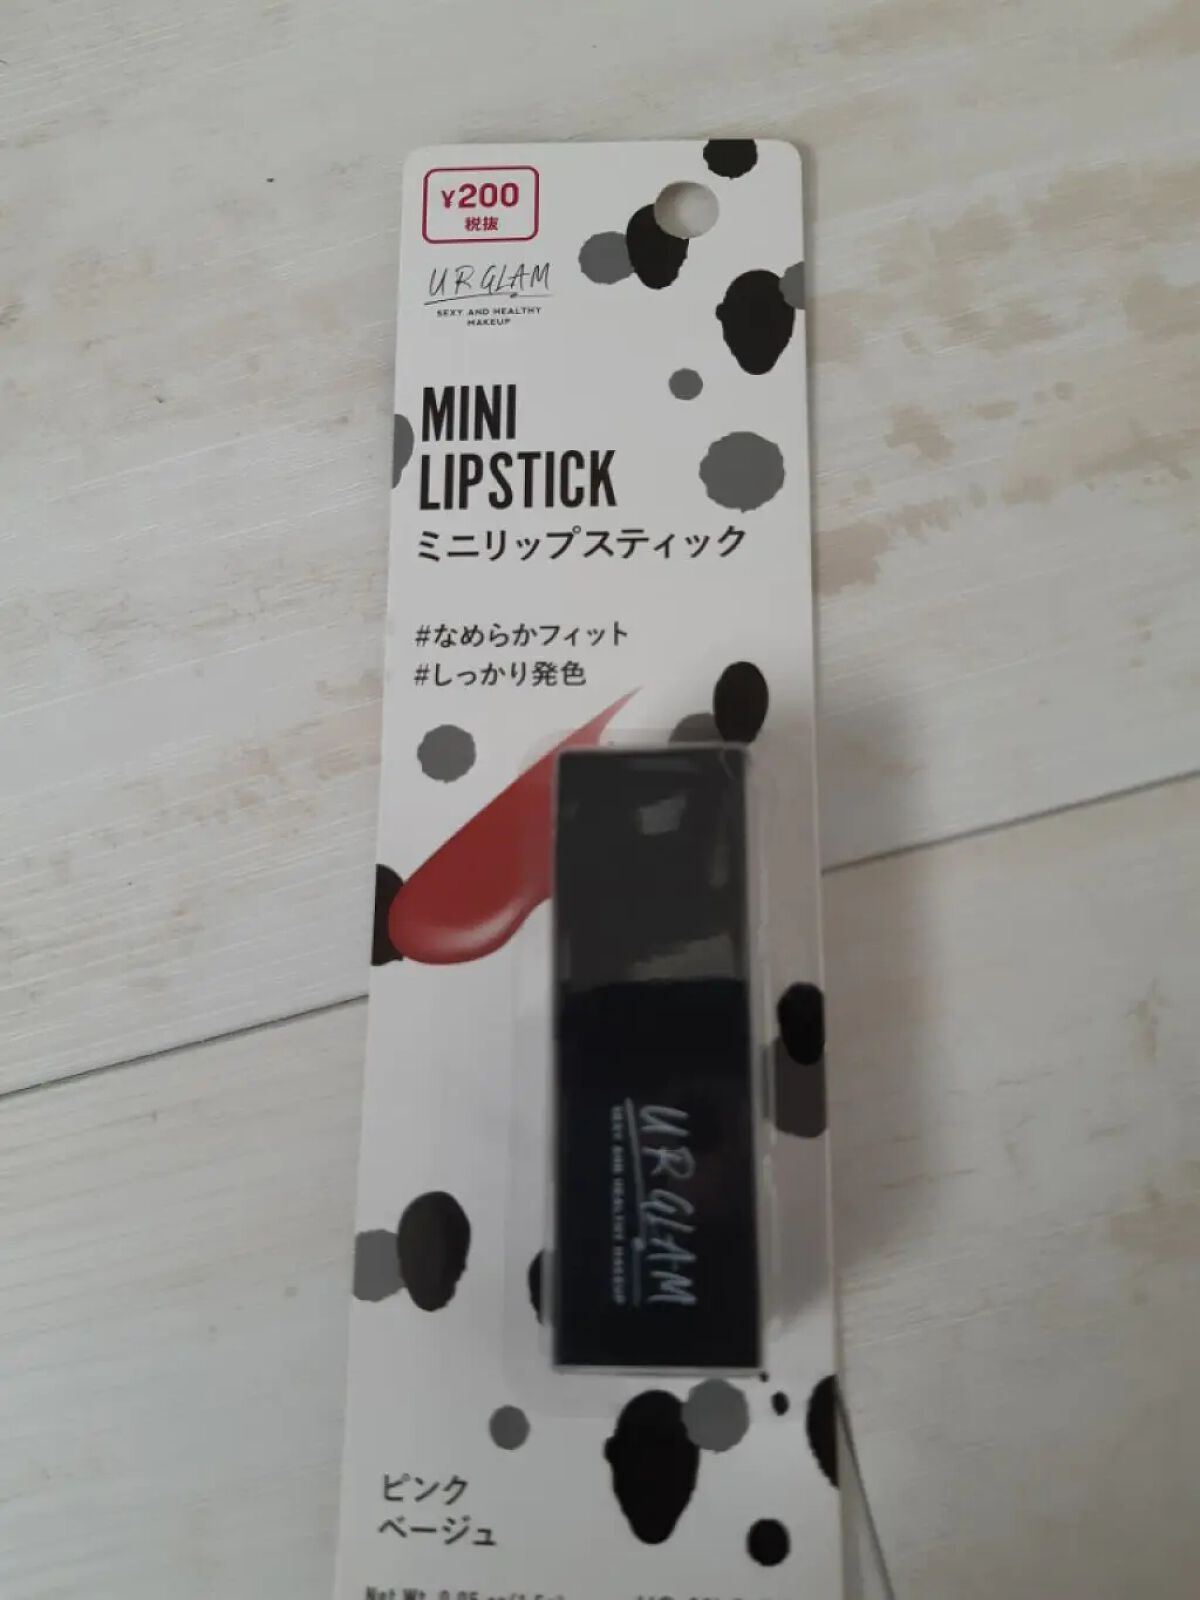 ¥200
税抜
UR GLAM
SEXY AND HEALTHY
MAKEUP
MINI
LIPSTICK
ミニリップスティック
#なめらかフィット
#しっかり発色
UR GLAM
SEXY AND HEALTHY MAKEUP
ピンク
ベージュ
Net Wt.